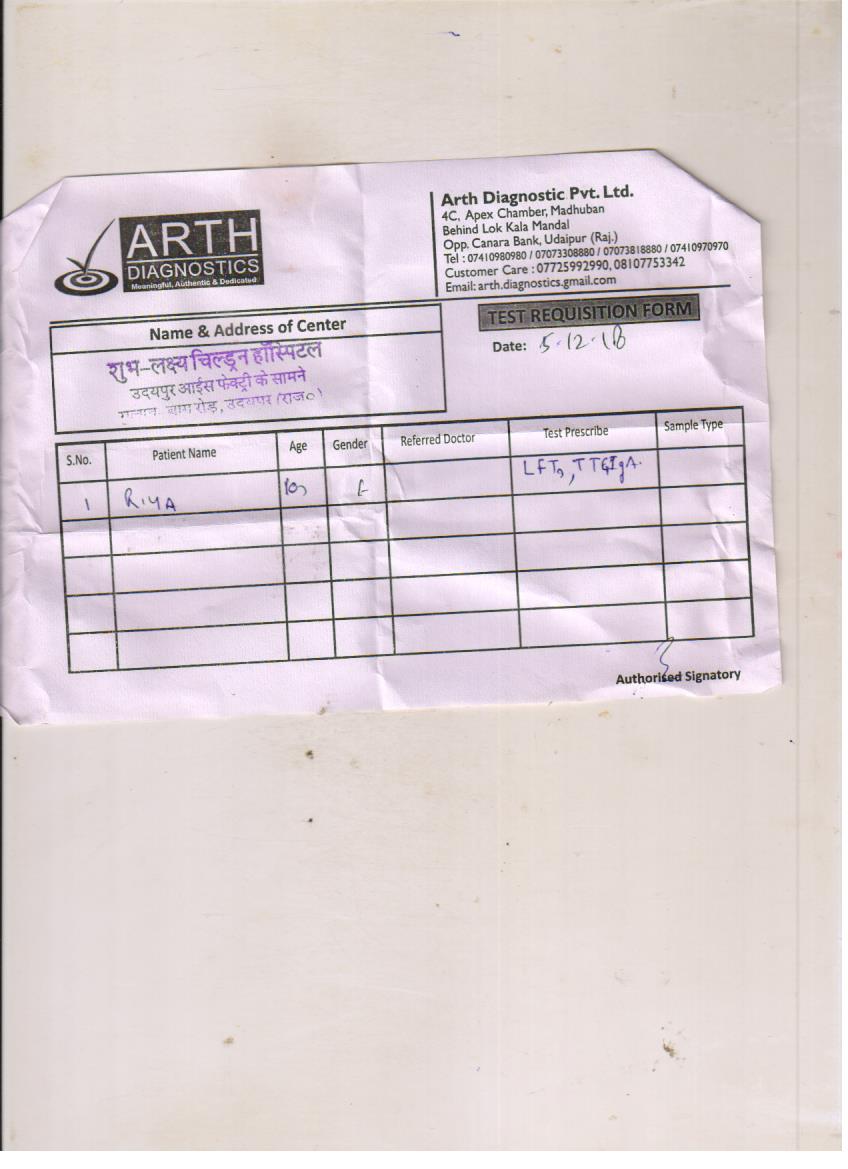 ARTH
DIAGNOSTICS
Meaningful, Authentic & Dedicated
Arth Diagnostic Pvt. Ltd.
4C, Apex Chamber, Madhuban
Behind Lok Kala Mandal
Opp. Canara Bank, Udaipur (Raj.)
Tel : 07410980980 / 07073308880 / 07073818880 / 07410970970
Customer Care : 07725992990, 08107753342
Email: arth.diagnostics.gmail.com
Name & Address of Center
शुभ-लक्ष्य चिल्ड्रन हॉस्पिटल
उदयपुर आईस फेक्ट्री के सामने
बाग रोड, उदयपुर (राज०)
TEST REQUISITION FORM
Date: 5.12.18
S.No. Patient Name Age Gender Referred Doctor Test Prescribe Sample Type
1 RIYA F LFT, TTGIgA.
Authorised Signatory